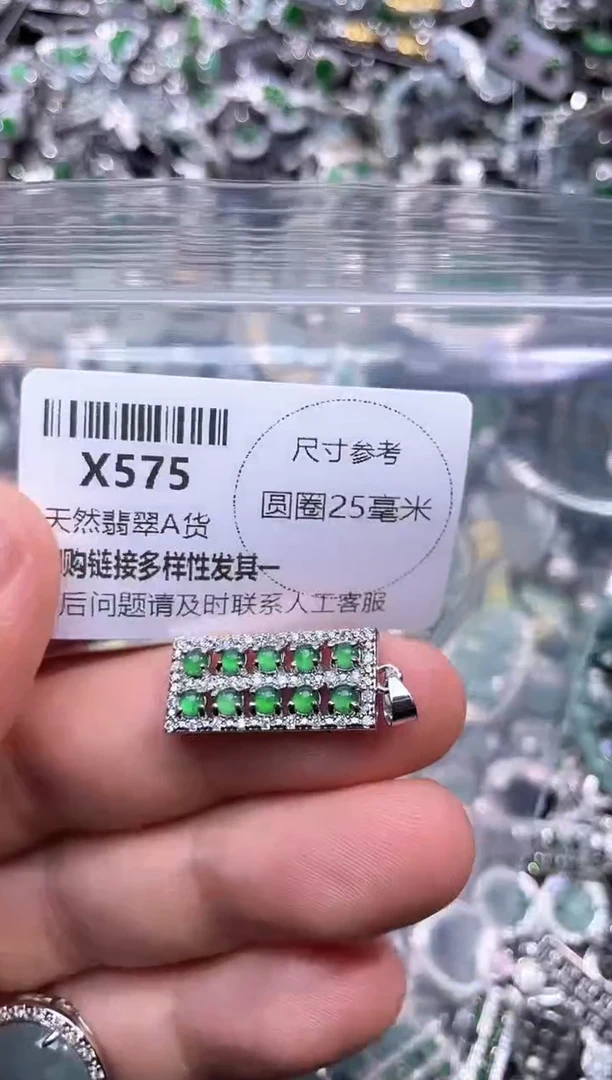 X575
尺寸参考
圆圈25毫米
天然翡翠A货
购链接多样性发其一
后问题请及时联系人工客服